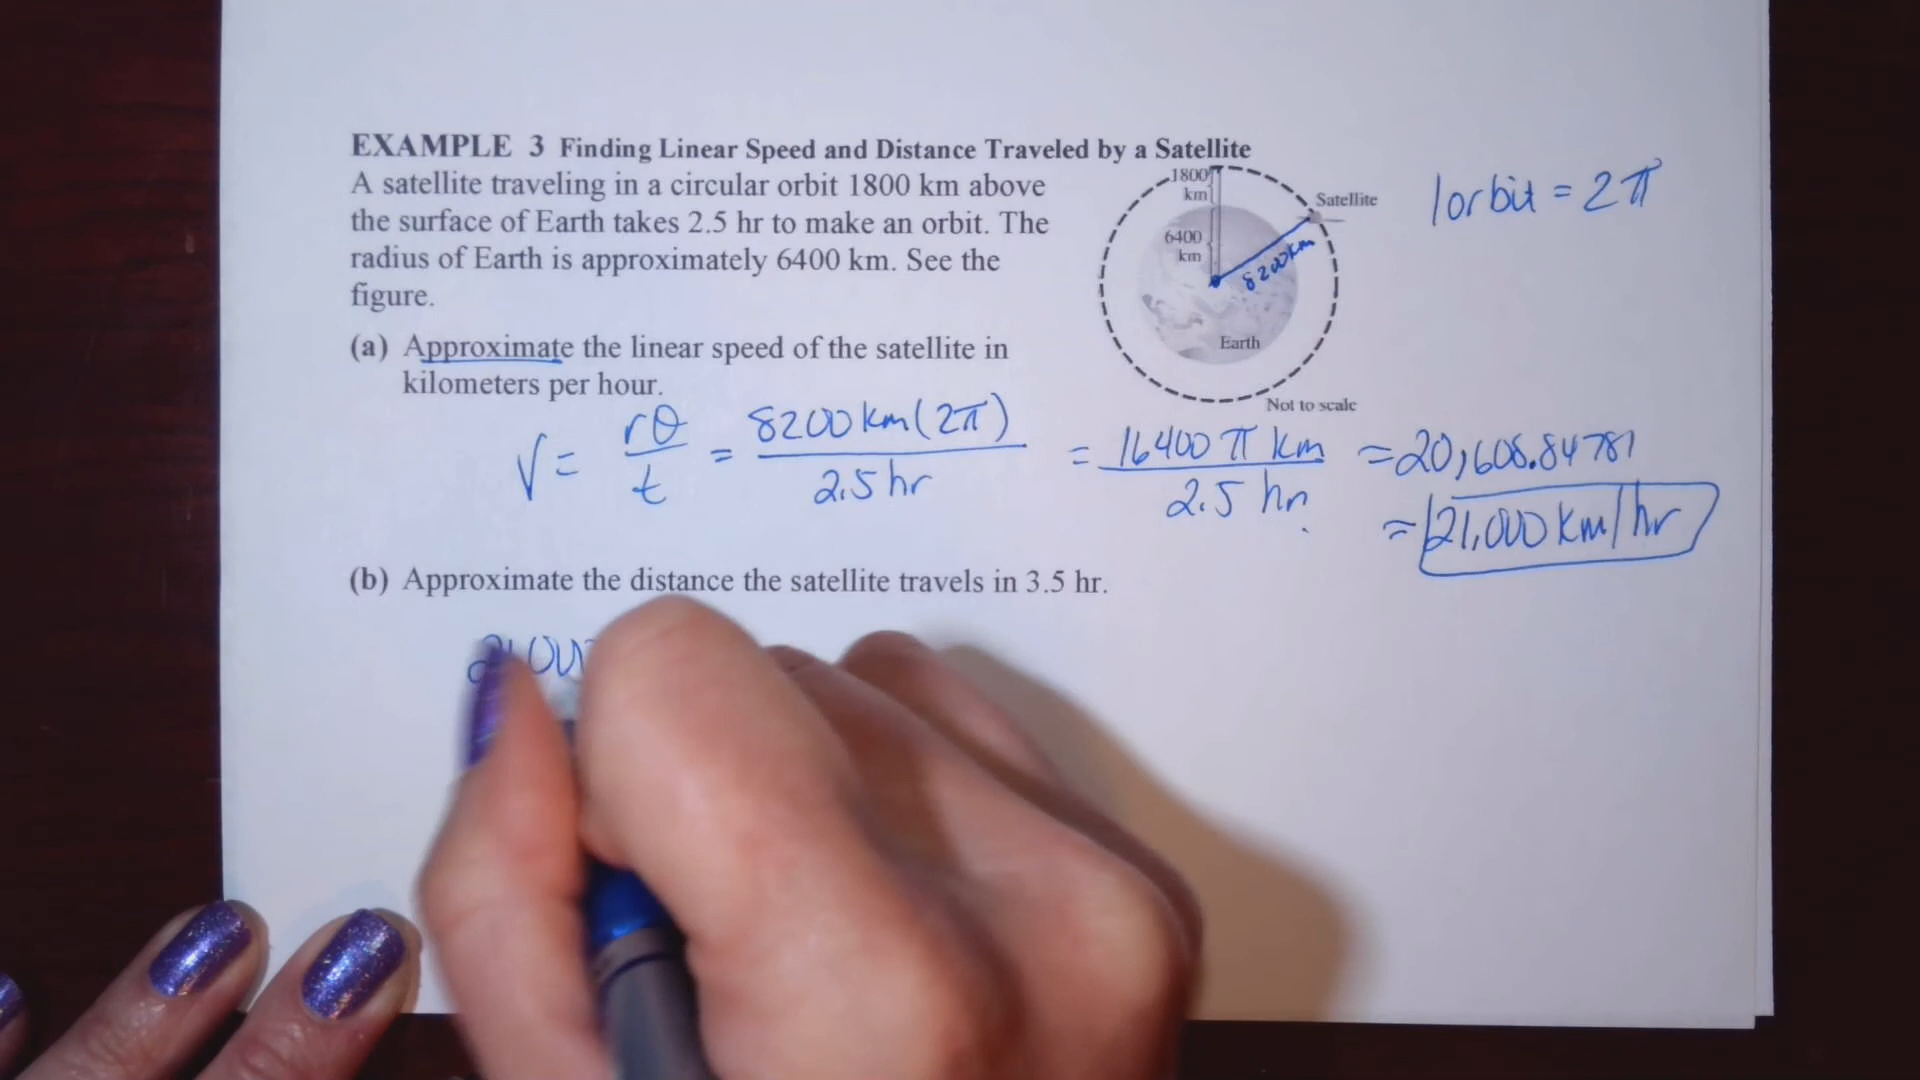 EXAMPLE 3 Finding Linear Speed and Distance Traveled by a Satellite
A satellite traveling in a circular orbit 1800 km above
the surface of Earth takes 2.5 hr to make an orbit. The
radius of Earth is approximately 6400 km. See the
figure.
1800
km
6400
km
8200km
Satellite
Earth
Not to scale
1 orbit = 2π
(a) Approximate the linear speed of the satellite in
kilometers per hour.
V = rθ/t = 8200 km (2π)/2.5 hr = 16400 π km/2.5 hr = 20,608.84781
≈ 21,000 km/hr
(b) Approximate the distance the satellite travels in 3.5 hr.